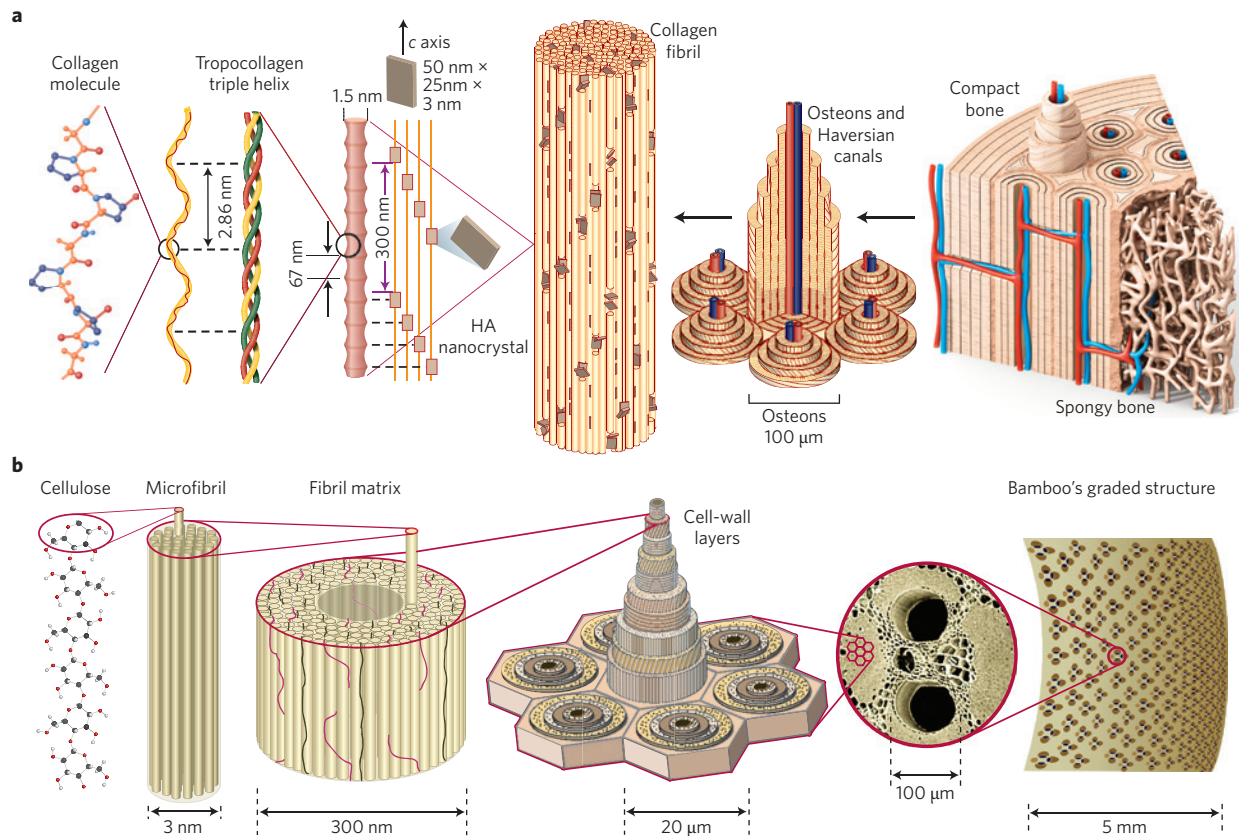 a
Collagen
molecule
Tropocollagen
triple helix
c axis
50 nm ×
25nm ×
3 nm
1.5 nm
2.86 nm
67 nm
300 nm
HA
nanocrystal
Collagen
fibril
Osteons and
Haversian
canals
Osteons
100 µm
Compact
bone
Spongy bone
b
Cellulose
Microfibril
Fibril matrix
Cell-wall
layers
Bamboo's graded structure
3 nm
300 nm
20 µm
100 µm
5 mm